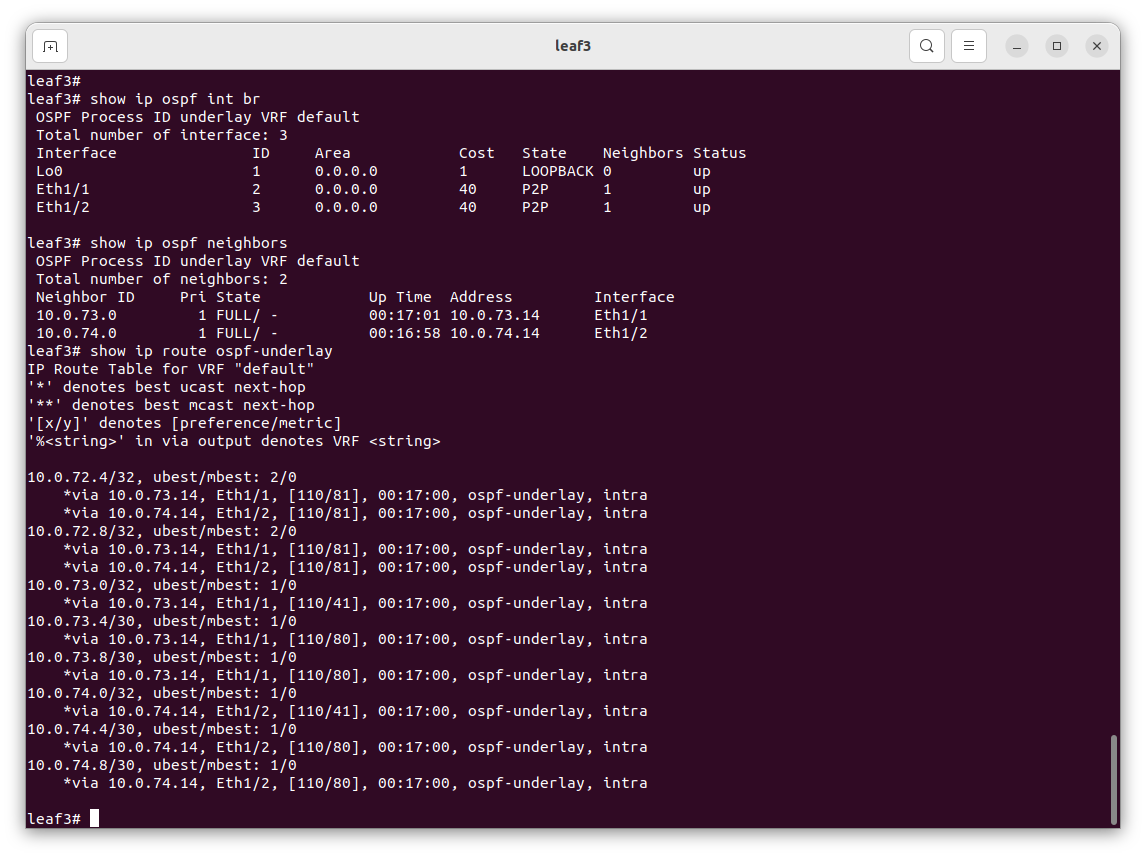 leaf3
leaf3#
leaf3# show ip ospf int br
 OSPF Process ID underlay VRF default
 Total number of interface: 3
 Interface               ID     Area            Cost   State    Neighbors Status
 Lo0                     1      0.0.0.0         1      LOOPBACK 0         up
 Eth1/1                  2      0.0.0.0         40     P2P      1         up
 Eth1/2                  3      0.0.0.0         40     P2P      1         up
leaf3# show ip ospf neighbors
 OSPF Process ID underlay VRF default
 Total number of neighbors: 2
 Neighbor ID     Pri State            Up Time  Address         Interface
 10.0.73.0         1 FULL/ -          00:17:01 10.0.73.14      Eth1/1
 10.0.74.0         1 FULL/ -          00:16:58 10.0.74.14      Eth1/2
leaf3# show ip route ospf-underlay
IP Route Table for VRF "default"
'*' denotes best ucast next-hop
'**' denotes best mcast next-hop
'[x/y]' denotes [preference/metric]
'%<string>' in via output denotes VRF <string>
10.0.72.4/32, ubest/mbest: 2/0
    *via 10.0.73.14, Eth1/1, [110/81], 00:17:00, ospf-underlay, intra
    *via 10.0.74.14, Eth1/2, [110/81], 00:17:00, ospf-underlay, intra
10.0.72.8/32, ubest/mbest: 2/0
    *via 10.0.73.14, Eth1/1, [110/81], 00:17:00, ospf-underlay, intra
    *via 10.0.74.14, Eth1/2, [110/81], 00:17:00, ospf-underlay, intra
10.0.73.0/32, ubest/mbest: 1/0
    *via 10.0.73.14, Eth1/1, [110/41], 00:17:00, ospf-underlay, intra
10.0.73.4/30, ubest/mbest: 1/0
    *via 10.0.73.14, Eth1/1, [110/80], 00:17:00, ospf-underlay, intra
10.0.73.8/30, ubest/mbest: 1/0
    *via 10.0.73.14, Eth1/1, [110/80], 00:17:00, ospf-underlay, intra
10.0.74.0/32, ubest/mbest: 1/0
    *via 10.0.74.14, Eth1/2, [110/41], 00:17:00, ospf-underlay, intra
10.0.74.4/30, ubest/mbest: 1/0
    *via 10.0.74.14, Eth1/2, [110/80], 00:17:00, ospf-underlay, intra
10.0.74.8/30, ubest/mbest: 1/0
    *via 10.0.74.14, Eth1/2, [110/80], 00:17:00, ospf-underlay, intra
leaf3#